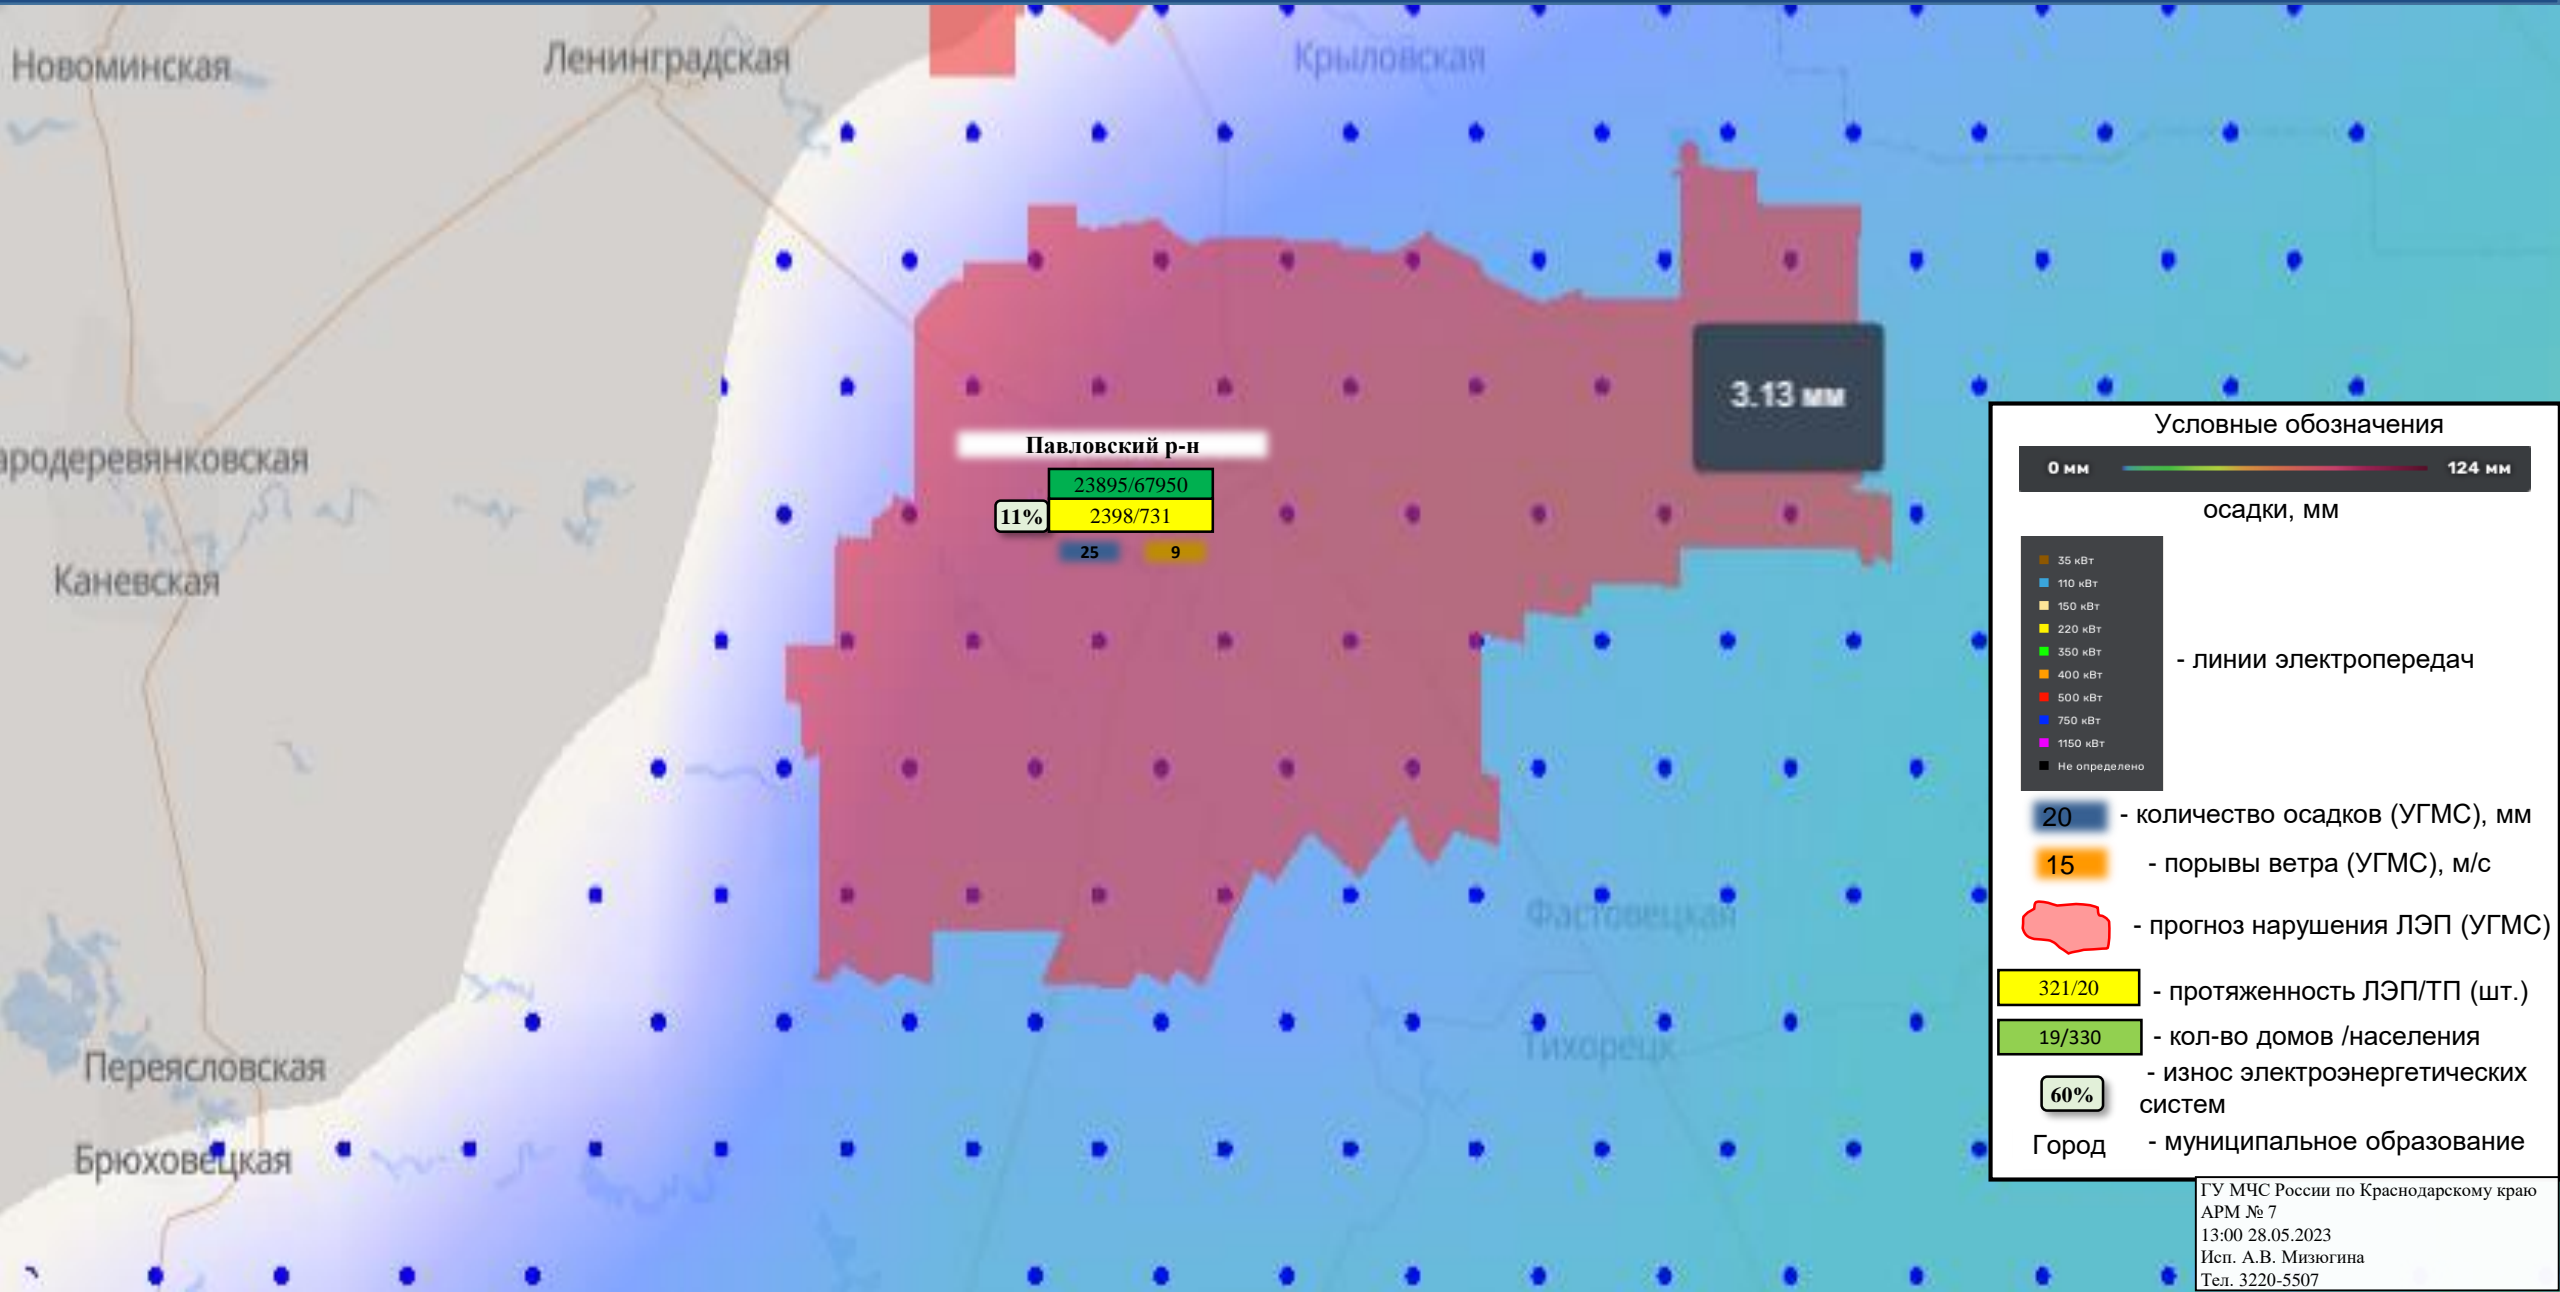 Новоминская
Ленинградская
Крыловская
3.13 мм
Павловский р-н
23895/67950
11%
2398/731
25
9
ародеревянковская
Каневская
Фастовецкая
Тихорецк
Переясловская
Брюховецкая
Условные обозначения
0 мм
124 мм
осадки, мм
35 кВт
110 кВт
150 кВт
220 кВт
350 кВт
400 кВт
500 кВт
750 кВт
1150 кВт
Не определено
- линии электропередач
20 - количество осадков (УГМС), мм
15 - порывы ветра (УГМС), м/с
- прогноз нарушения ЛЭП (УГМС)
321/20 - протяженность ЛЭП/ТП (шт.)
19/330 - кол-во домов /населения
60% - износ электроэнергетических
систем
Город - муниципальное образование
ГУ МЧС России по Краснодарскому краю
АРМ № 7
13:00 28.05.2023
Исп. А.В. Мизюгина
Тел. 3220-5507